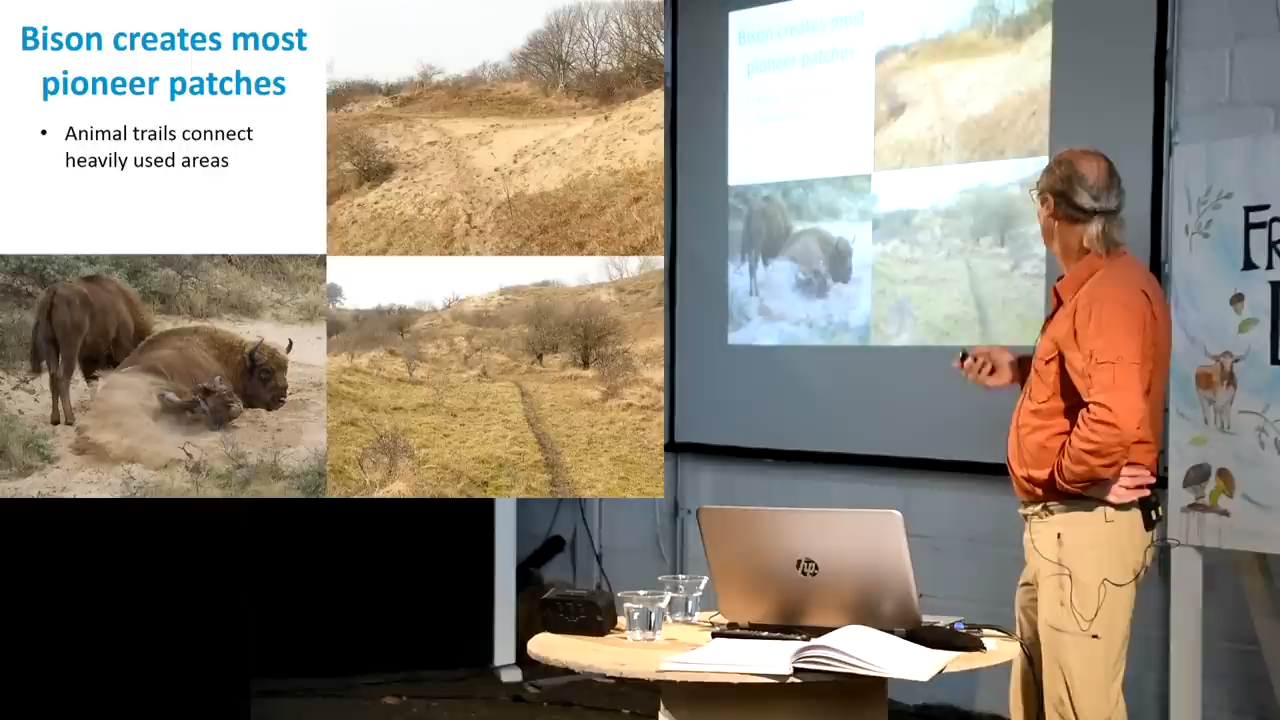 Bison creates most
pioneer patches
• Animal trails connect
heavily used areas
Bison creates most
pioneer patches
hp